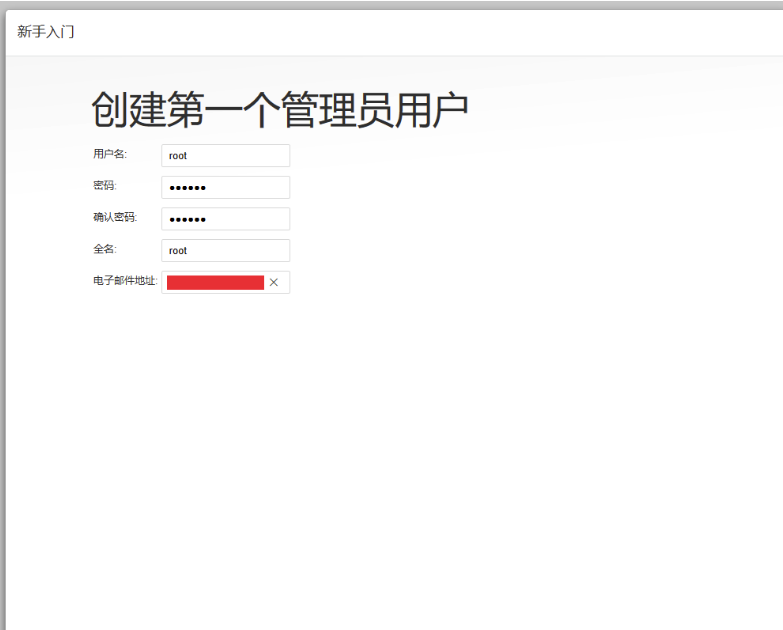 新手入门
创建第一个管理员用户
用户名: root
密码: ••••••
确认密码: ••••••
全名: root
电子邮件地址: